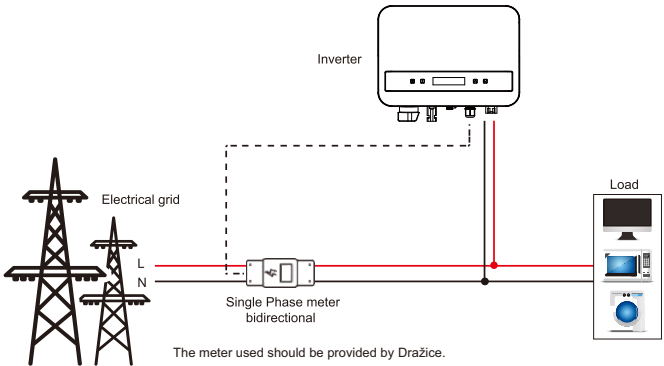 Inverter
Electrical grid
Load
L
N
Single Phase meter
bidirectional
The meter used should be provided by Dražice.